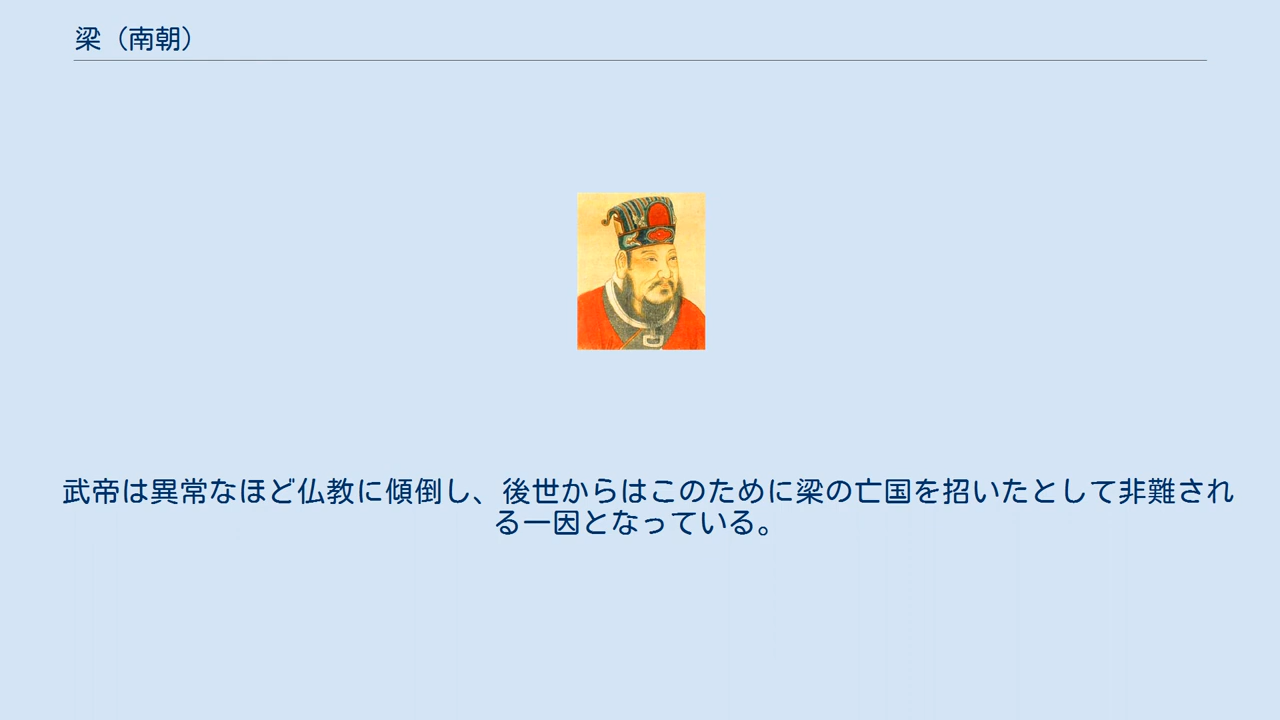 梁（南朝）
武帝は異常なほど仏教に傾倒し、後世からはこのために梁の亡国を招いたとして非難され
る一因となっている。